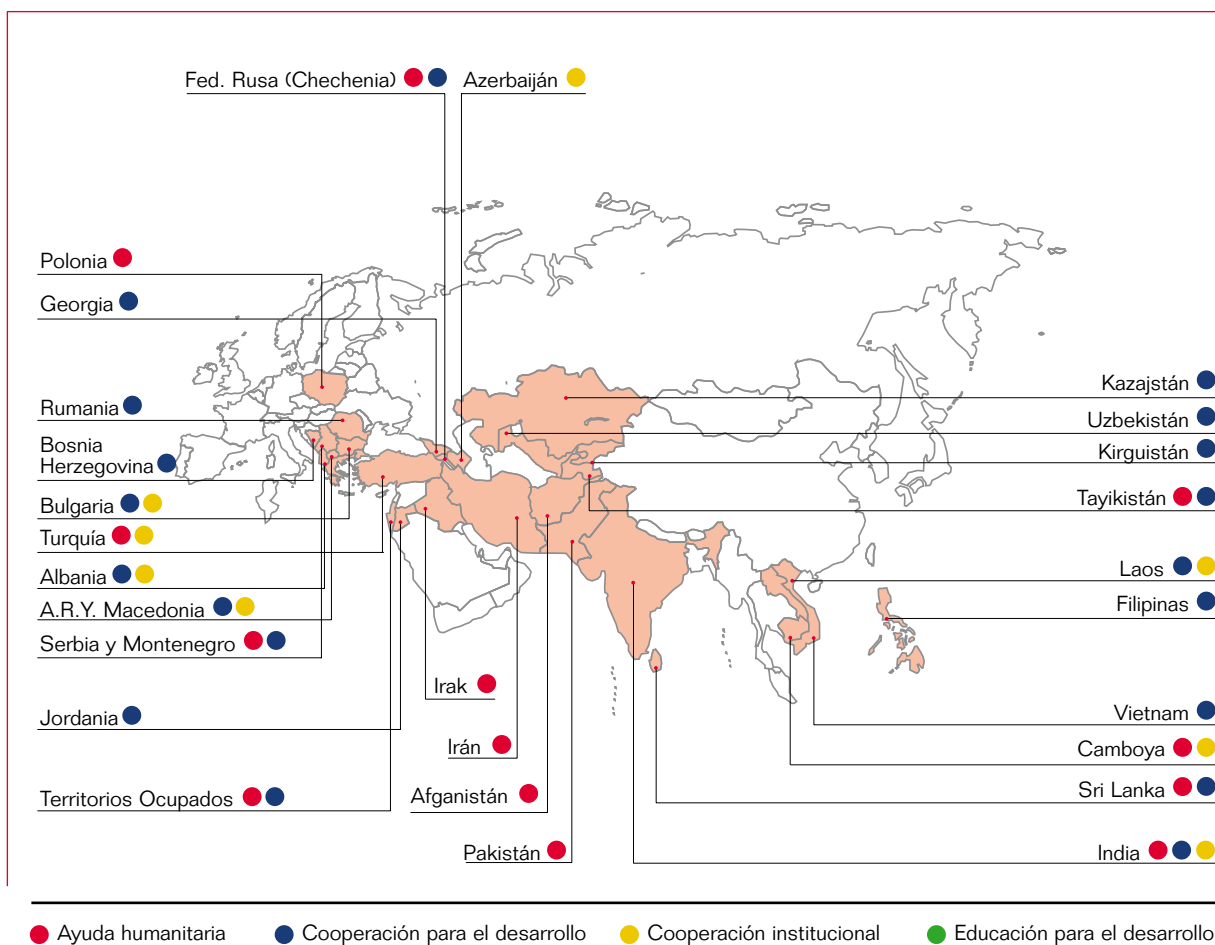 Fed. Rusa (Chechenia)
Azerbaiján
Polonia
Georgia
Rumania
Bosnia
Herzegovina
Bulgaria
Turquía
Albania
A.R.Y. Macedonia
Serbia y Montenegro
Jordania
Territorios Ocupados
Irak
Irán
Afganistán
Pakistán
Kazajstán
Uzbekistán
Kirguistán
Tayikistán
Laos
Filipinas
Vietnam
Camboya
Sri Lanka
India
Ayuda humanitaria
Cooperación para el desarrollo
Cooperación institucional
Educación para el desarrollo